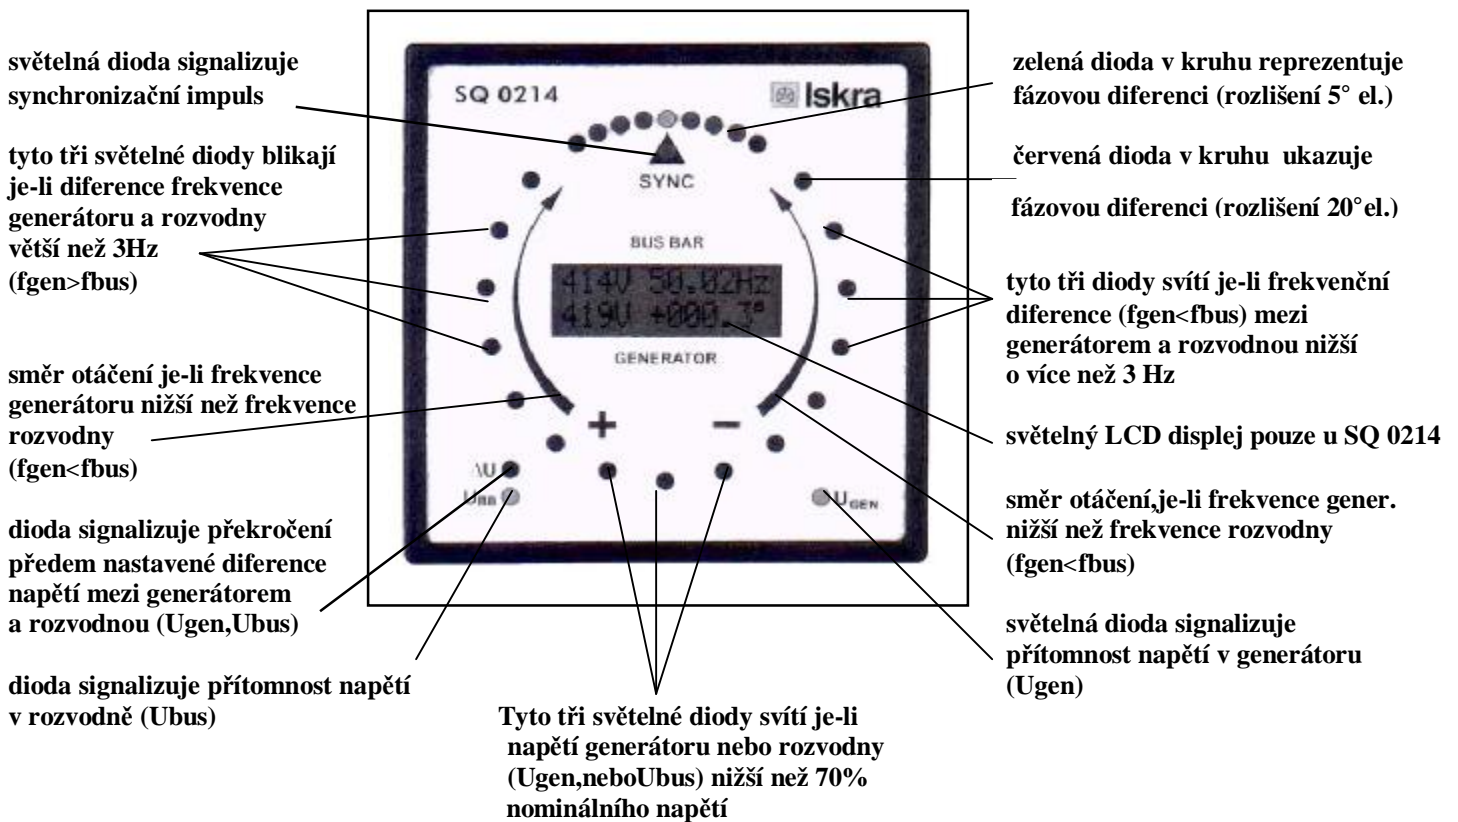 světelná dioda signalizuje
synchronizační impuls
tyto tři světelné diody blikají
je-li diference frekvence
generátoru a rozvodny
větší než 3Hz
(fgen>fbus)
směr otáčení je-li frekvence
generátoru nižší než frekvence
rozvodny
(fgen<fbus)
dioda signalizuje překročení
předem nastavené diference
napětí mezi generátorem
a rozvodnou (Ugen,Ubus)
dioda signalizuje přítomnost napětí
v rozvodně (Ubus)
SQ 0214
Iskra
SYNC
BUS BAR
414V 50.02Hz
419V +000.3°
GENERATOR
+ −
\U
UBB
UGEN
Tyto tři světelné diody svítí je-li
napětí generátoru nebo rozvodny
(Ugen,neboUbus) nižší než 70%
nominálního napětí
zelená dioda v kruhu reprezentuje
fázovou diferenci (rozlišení 5° el.)
červená dioda v kruhu ukazuje
fázovou diferenci (rozlišení 20°el.)
tyto tři diody svítí je-li frekvenční
diference (fgen<fbus) mezi
generátorem a rozvodnou nižší
o více než 3 Hz
světelný LCD displej pouze u SQ 0214
směr otáčení,je-li frekvence gener.
nižší než frekvence rozvodny
(fgen<fbus)
světelná dioda signalizuje
přítomnost napětí v generátoru
(Ugen)